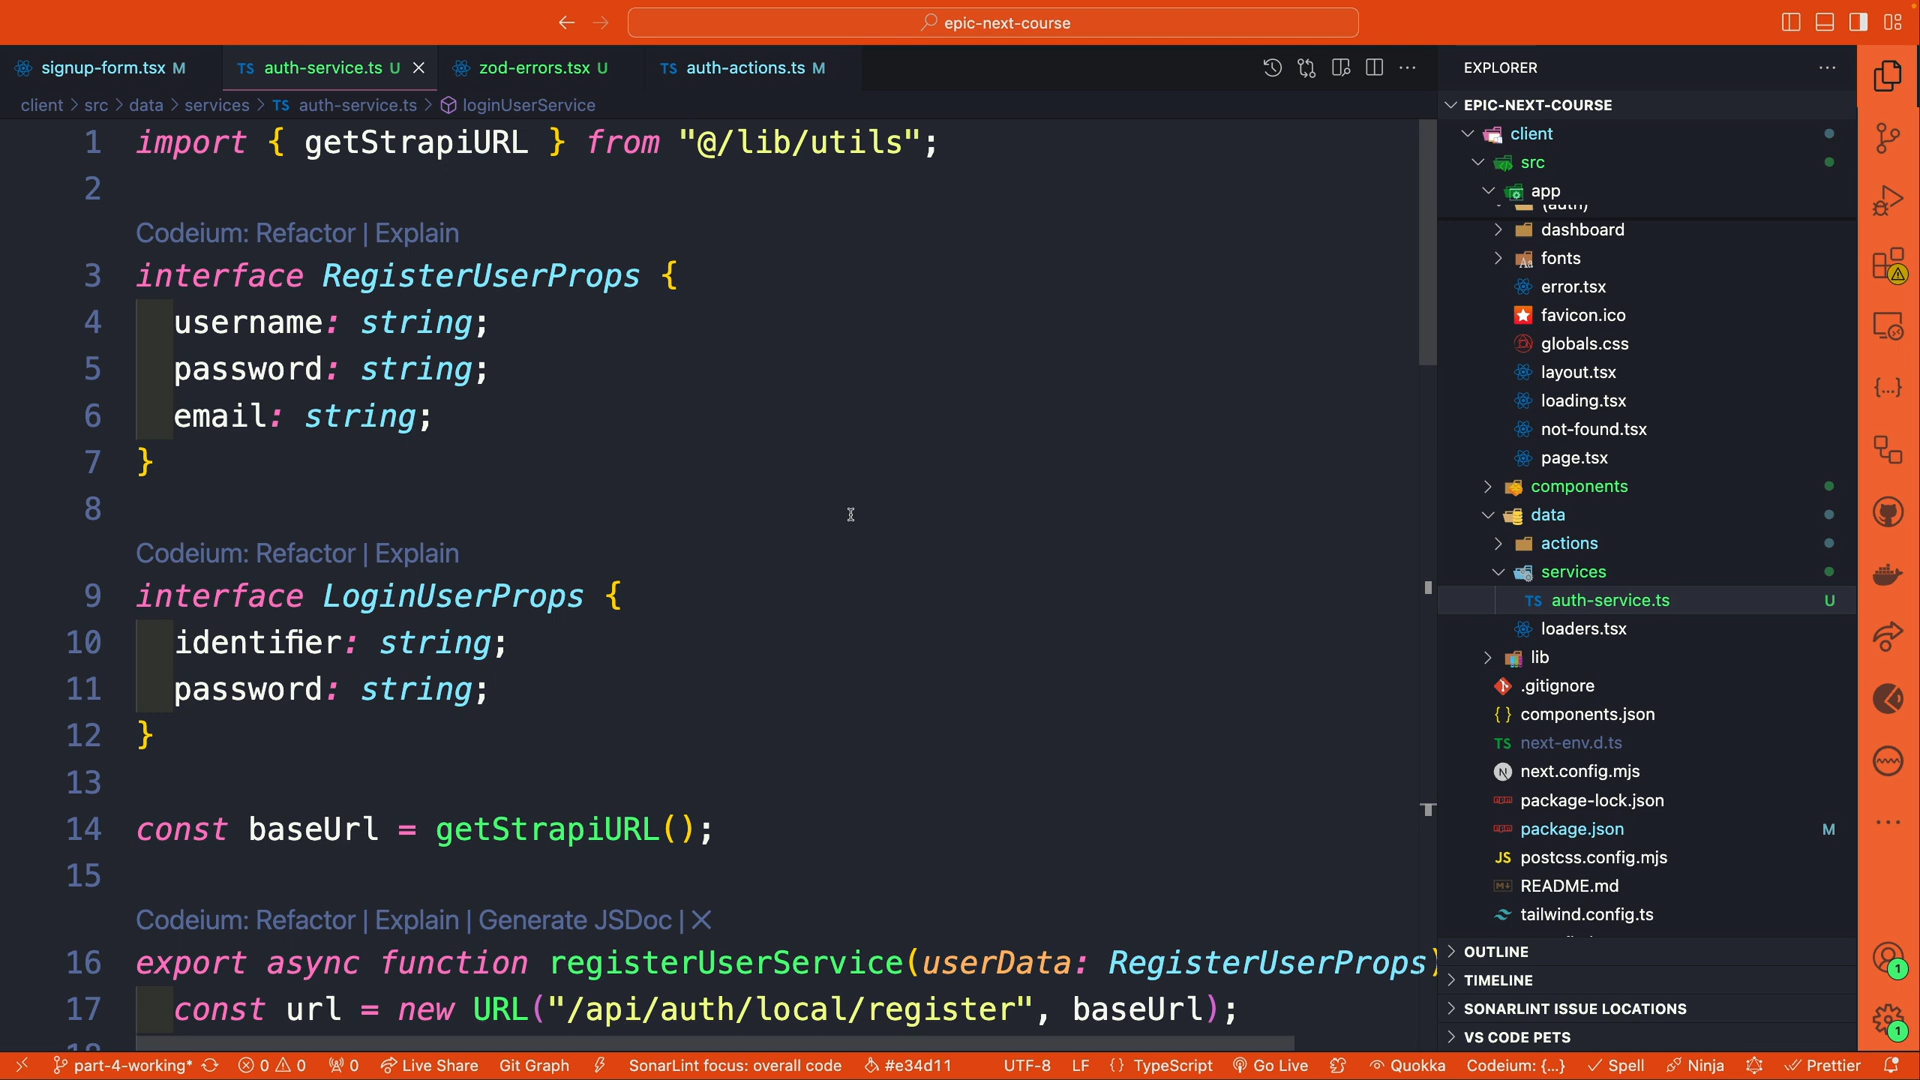 epic-next-course
signup-form.tsx M
TS auth-service.ts U
zod-errors.tsx U
TS auth-actions.ts M
client > src > data > services > TS auth-service.ts > loginUserService
1 import { getStrapiURL } from "@/lib/utils";
2
Codeium: Refactor | Explain
3 interface RegisterUserProps {
4 username: string;
5 password: string;
6 email: string;
7 }
8
Codeium: Refactor | Explain
9 interface LoginUserProps {
10 identifier: string;
11 password: string;
12 }
13
14 const baseUrl = getStrapiURL();
15
Codeium: Refactor | Explain | Generate JSDoc | X
16 export async function registerUserService(userData: RegisterUserProps)
17 const url = new URL("/api/auth/local/register", baseUrl);
18
EXPLORER
EPIC-NEXT-COURSE
client
src
app
(auth)
dashboard
fonts
error.tsx
favicon.ico
globals.css
layout.tsx
loading.tsx
not-found.tsx
page.tsx
components
data
actions
services
TS auth-service.ts U
loaders.tsx
lib
.gitignore
{ } components.json
TS next-env.d.ts
N next.config.mjs
package-lock.json
package.json M
JS postcss.config.mjs
README.md
tailwind.config.ts
OUTLINE
TIMELINE
SONARLINT ISSUE LOCATIONS
VS CODE PETS
1
1
part-4-working* 0 0 0 Live Share Git Graph SonarLint focus: overall code #e34d11 UTF-8 LF {} TypeScript Go Live Quokka Codeium: {...} Spell Ninja Prettier